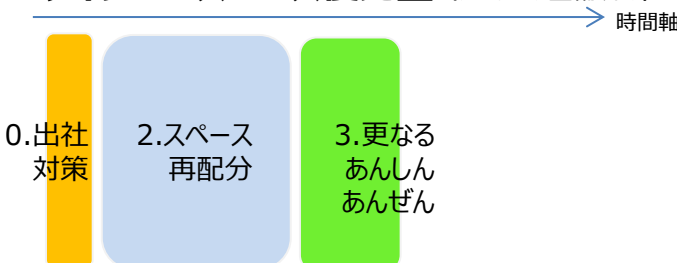 時間軸
0.出社
対策
2.スペース
再配分
3.更なる
あんしん
あんぜん